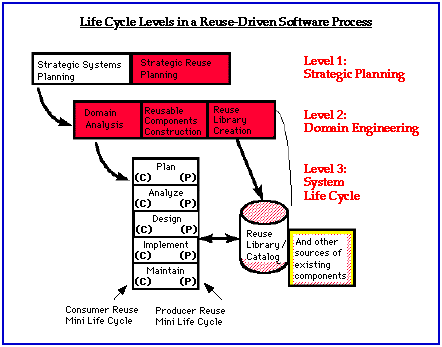 Life Cycle Levels in a Reuse-Driven Software Process
Strategic Systems
Planning
Strategic Reuse
Planning
Level 1:
Strategic Planning
Domain
Analysis
Reusable
Components
Construction
Reuse
Library
Creation
Level 2:
Domain Engineering
Level 3:
System
Life Cycle
Plan
(C) (P)
Analyze
(C) (P)
Design
(C) (P)
Implement
(C) (P)
Maintain
(C) (P)
Reuse
Library /
Catalog
And other
sources of
existing
components
Consumer Reuse
Mini Life Cycle
Producer Reuse
Mini Life Cycle